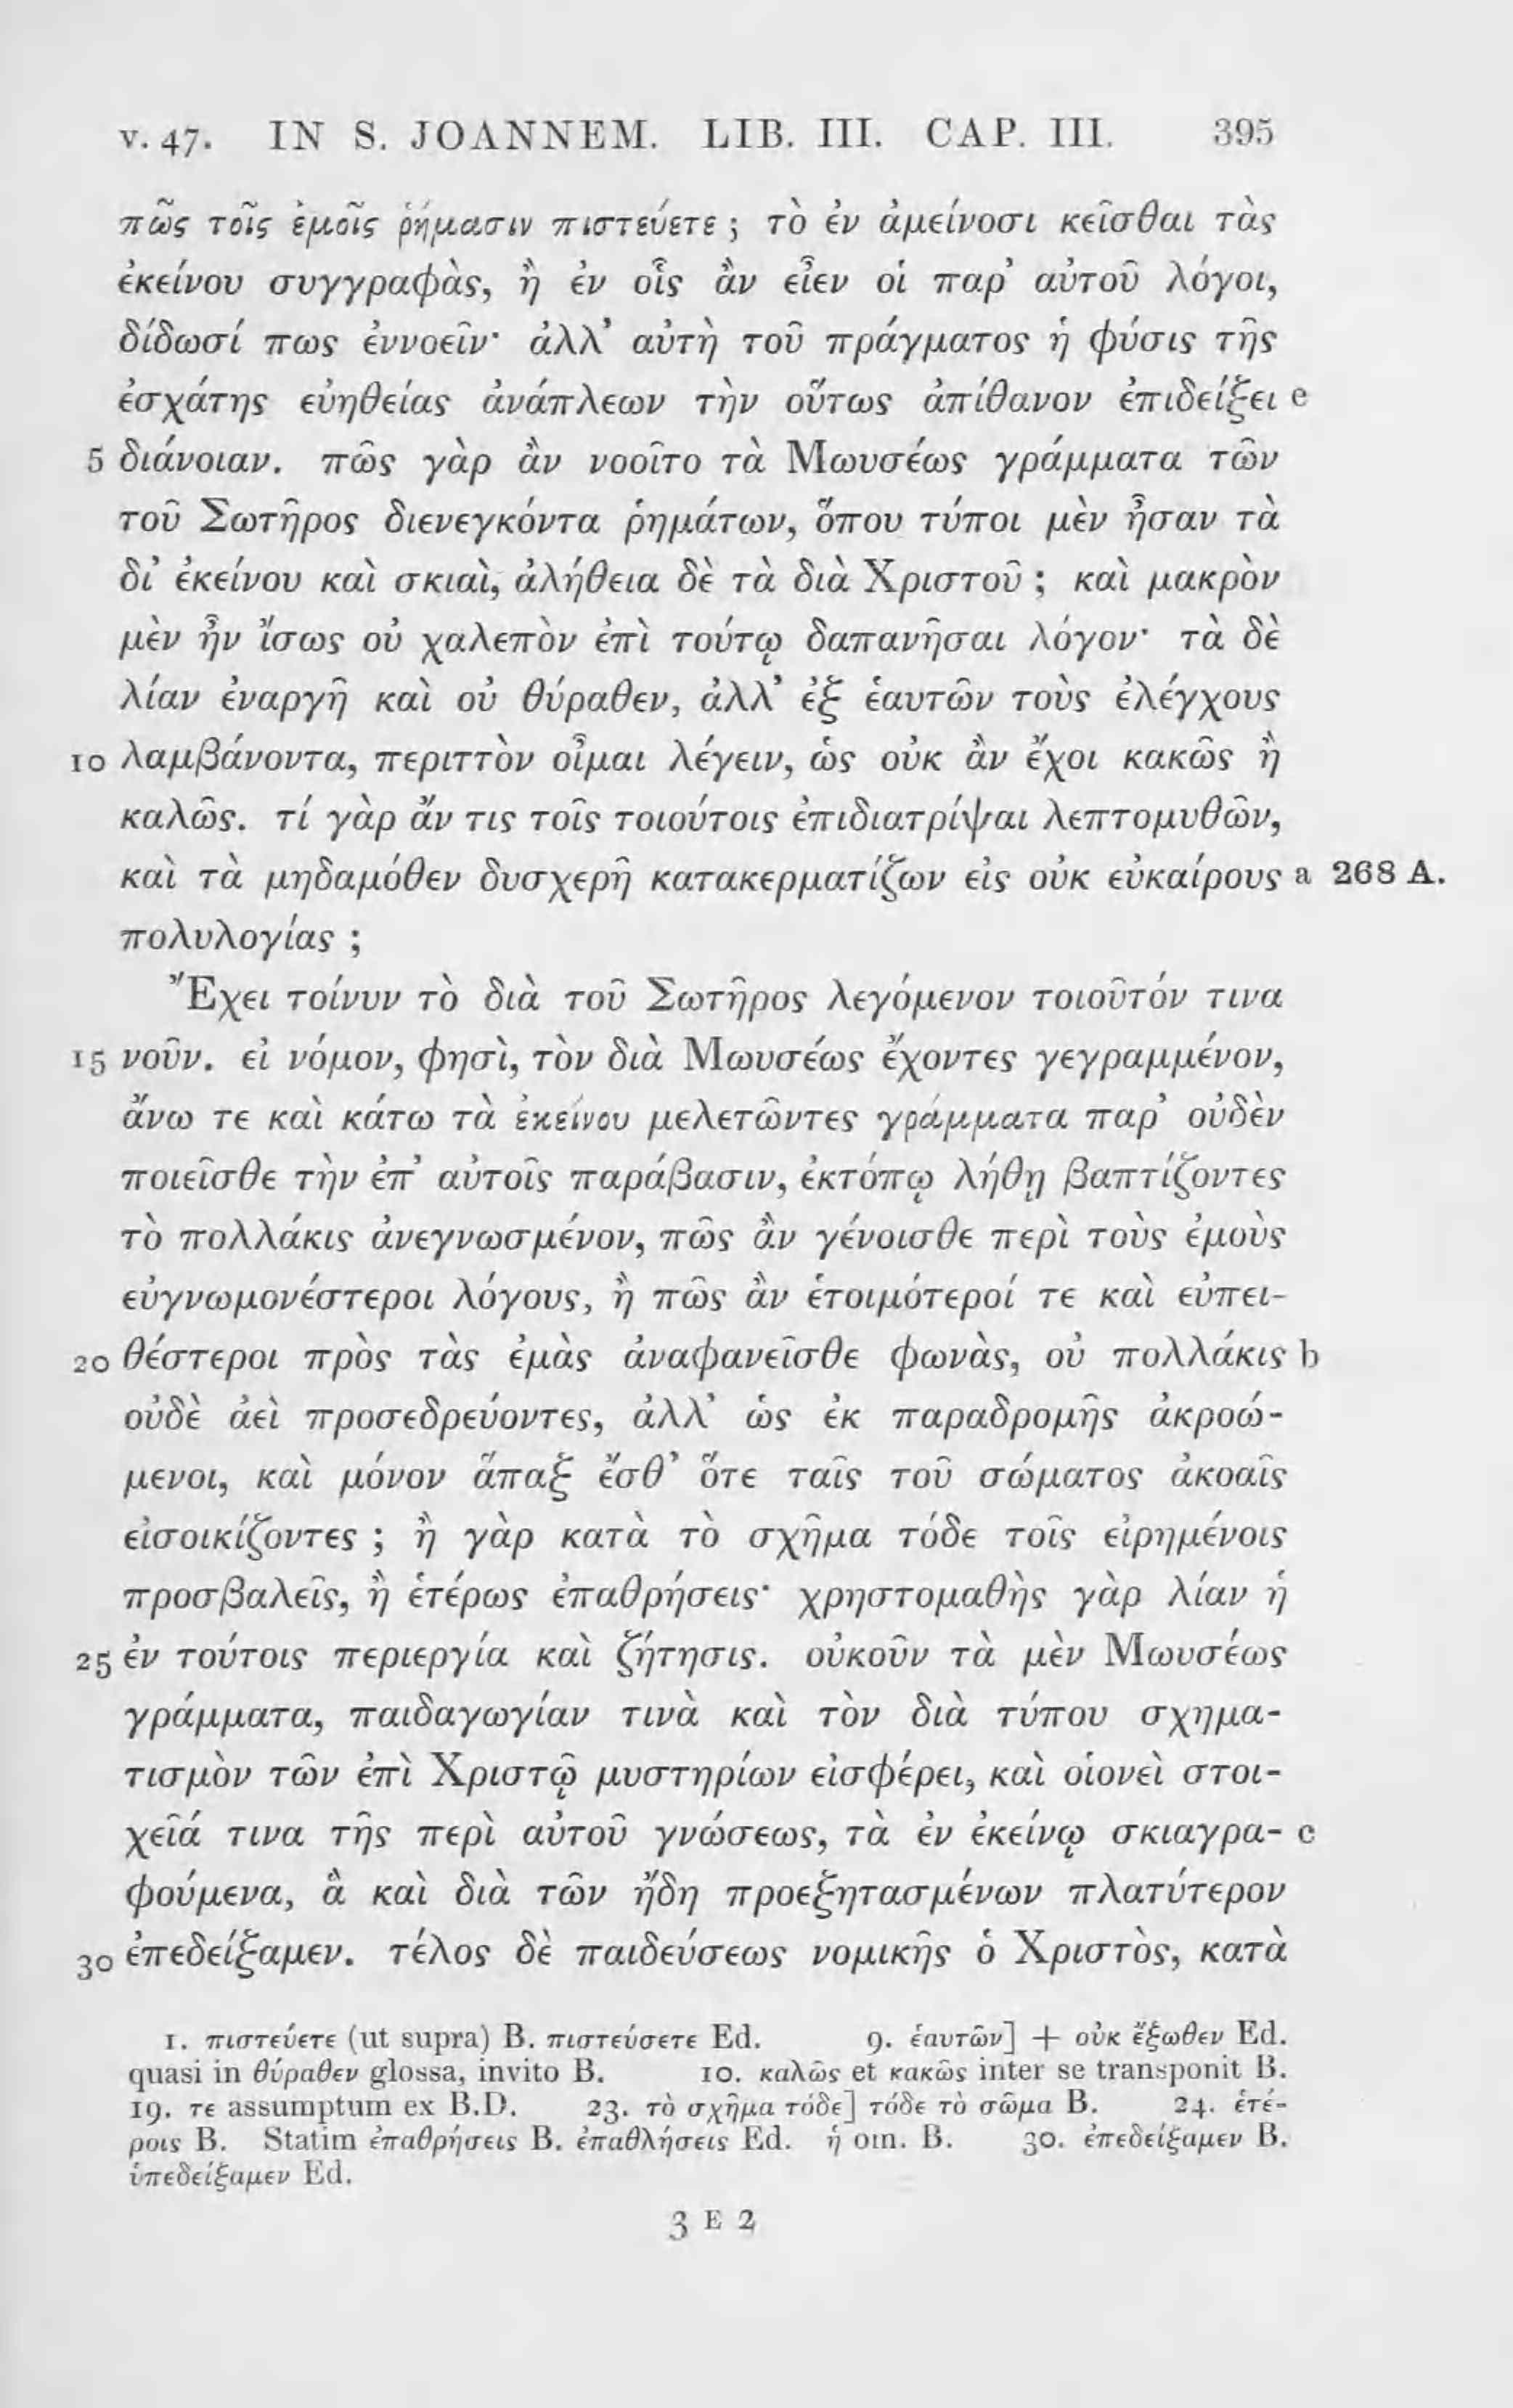 v. 47. IN S. JOANNEM. LIB. III. CAP. III. 395
πῶς τοῖς ἐμοῖς ῥήμασιν πιστεύετε ; τὸ ἐν ἀμείνοσι κεῖσθαι τὰς
ἐκείνου συγγραφὰς, ἢ ἐν οἷς ἂν εἶεν οἱ παρ’ αὐτοῦ λόγοι,
δίδωσί πως ἐννοεῖν· ἀλλ’ αὐτὴ τοῦ πράγματος ἡ φύσις τῆς
ἐσχάτης εὐηθείας ἀνάπλεων τὴν οὕτως ἀπίθανον ἐπιδείξει e
5 διάνοιαν. πῶς γὰρ ἂν νοοῖτο τὰ Μωυσέως γράμματα τῶν
τοῦ Σωτῆρος διενεγκόντα ῥημάτων, ὅπου τύποι μὲν ἦσαν τὰ
δι’ ἐκείνου καὶ σκιαὶ, ἀλήθεια δὲ τὰ διὰ Χριστοῦ ; καὶ μακρὸν
μὲν ἦν ἴσως οὐ χαλεπὸν ἐπὶ τούτῳ δαπανῆσαι λόγον· τὰ δὲ
λίαν ἐναργῆ καὶ οὐ θύραθεν, ἀλλ’ ἐξ ἑαυτῶν τοὺς ἐλέγχους
10 λαμβάνοντα, περιττὸν οἶμαι λέγειν, ὡς οὐκ ἂν ἔχοι κακῶς ἢ
καλῶς. τί γὰρ ἄν τις τοῖς τοιούτοις ἐπιδιατρίψαι λεπτομυθῶν,
καὶ τὰ μηδαμόθεν δυσχερῆ κατακερματίζων εἰς οὐκ εὐκαίρους a 268 A.
πολυλογίας ;
Ἔχει τοίνυν τὸ διὰ τοῦ Σωτῆρος λεγόμενον τοιοῦτόν τινα
15 νοῦν. εἰ νόμον, φησὶ, τὸν διὰ Μωυσέως ἔχοντες γεγραμμένον,
ἄνω τε καὶ κάτω τὰ ἐκείνου μελετῶντες γράμματα παρ’ οὐδὲν
ποιεῖσθε τὴν ἐπ’ αὐτοῖς παράβασιν, ἐκτόπῳ λήθῃ βαπτίζοντες
τὸ πολλάκις ἀνεγνωσμένον, πῶς ἂν γένοισθε περὶ τοὺς ἐμοὺς
εὐγνωμονέστεροι λόγους, ἢ πῶς ἂν ἑτοιμότεροί τε καὶ εὐπει-
20 θέστεροι πρὸς τὰς ἐμὰς ἀναφανεῖσθε φωνὰς, οὐ πολλάκις b
οὐδὲ ἀεὶ προσεδρεύοντες, ἀλλ’ ὡς ἐκ παραδρομῆς ἀκροώ-
μενοι, καὶ μόνον ἅπαξ ἔσθ’ ὅτε ταῖς τοῦ σώματος ἀκοαῖς
εἰσοικίζοντες ; ἢ γὰρ κατὰ τὸ σχῆμα τόδε τοῖς εἰρημένοις
προσβαλεῖς, ἢ ἑτέρως ἐπαθρήσεις· χρηστομαθὴς γὰρ λίαν ἡ
25 ἐν τούτοις περιεργία καὶ ζήτησις. οὐκοῦν τὰ μὲν Μωυσέως
γράμματα, παιδαγωγίαν τινὰ καὶ τὸν διὰ τύπου σχημα-
τισμὸν τῶν ἐπὶ Χριστῷ μυστηρίων εἰσφέρει, καὶ οἱονεὶ στοι-
χεῖά τινα τῆς περὶ αὐτοῦ γνώσεως, τὰ ἐν ἐκείνῳ σκιαγρα- c
φούμενα, ἃ καὶ διὰ τῶν ἤδη προεξητασμένων πλατύτερον
30 ἐπεδείξαμεν. τέλος δὲ παιδεύσεως νομικῆς ὁ Χριστὸς, κατὰ
1. πιστεύετε (ut supra) B. πιστεύσετε Ed. 9. ἑαυτῶν] + οὐκ ἔξωθεν Ed.
quasi in θύραθεν glossa, invito B. 10. καλῶς et κακῶς inter se transponit B.
19. τε assumptum ex B.D. 23. τὸ σχῆμα τόδε] τόδε τὸ σῶμα B. 24. ἑτέ-
ροις B. Statim ἐπαθρήσεις B. ἐπαθλήσεις Ed. ἡ om. B. 30. ἐπεδείξαμεν B.
ὑπεδείξαμεν Ed.
3 E 2